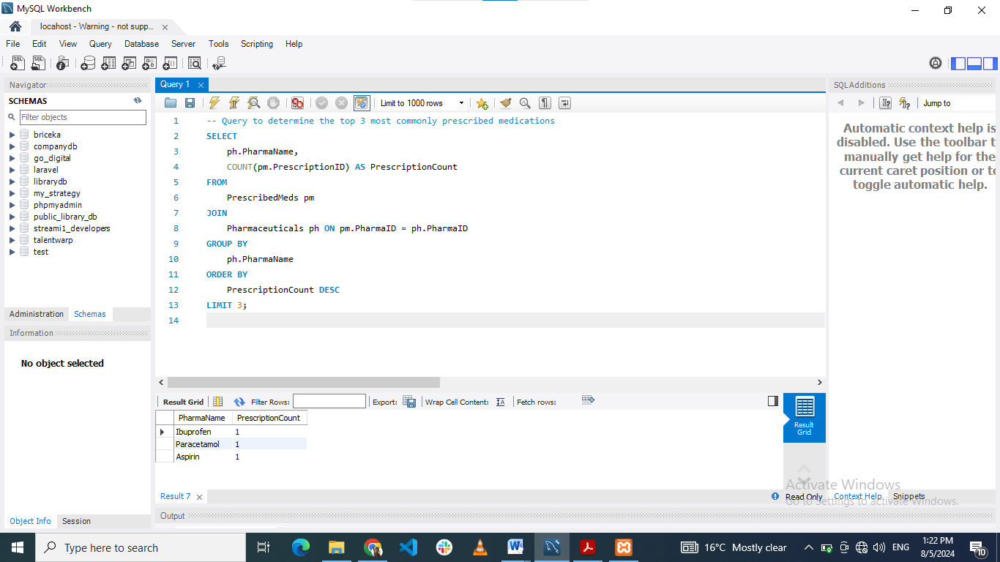 MySQL Workbench
locahost - Warning - not supp...
File Edit View Query Database Server Tools Scripting Help
Navigator
SCHEMAS
Filter objects
briceka
companydb
go_digital
laravel
librarydb
my_strategy
phpmyadmin
public_library_db
streami1_developers
talentwarp
test
Administration Schemas
Information
No object selected
Object Info Session
Query 1
Limit to 1000 rows
1 -- Query to determine the top 3 most commonly prescribed medications
2 SELECT
3 ph.PharmaName,
4 COUNT(pm.PrescriptionID) AS PrescriptionCount
5 FROM
6 PrescribedMeds pm
7 JOIN
8 Pharmaceuticals ph ON pm.PharmaID = ph.PharmaID
9 GROUP BY
10 ph.PharmaName
11 ORDER BY
12 PrescriptionCount DESC
13 LIMIT 3;
14
Result Grid Filter Rows: Export: Wrap Cell Content: Fetch rows:
PharmaName PrescriptionCount
Ibuprofen 1
Paracetamol 1
Aspirin 1
Result
Grid
Result 7
Read Only
Output
SQLAdditions
Jump to
Automatic context help is
disabled. Use the toolbar t
manually get help for the
current caret position or to
toggle automatic help.
Context Help Snippets
Activate Windows
Go to Settings to activate Windows.
Type here to search
16°C Mostly clear
ENG
1:22 PM
8/5/2024
10